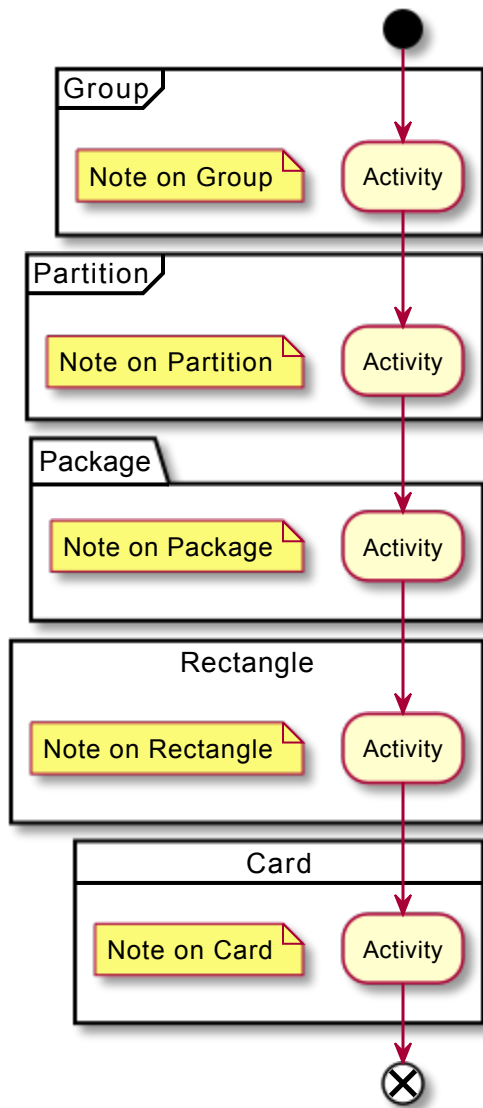 Group
Note on Group
Activity
Partition
Note on Partition
Activity
Package
Note on Package
Activity
Rectangle
Note on Rectangle
Activity
Card
Note on Card
Activity